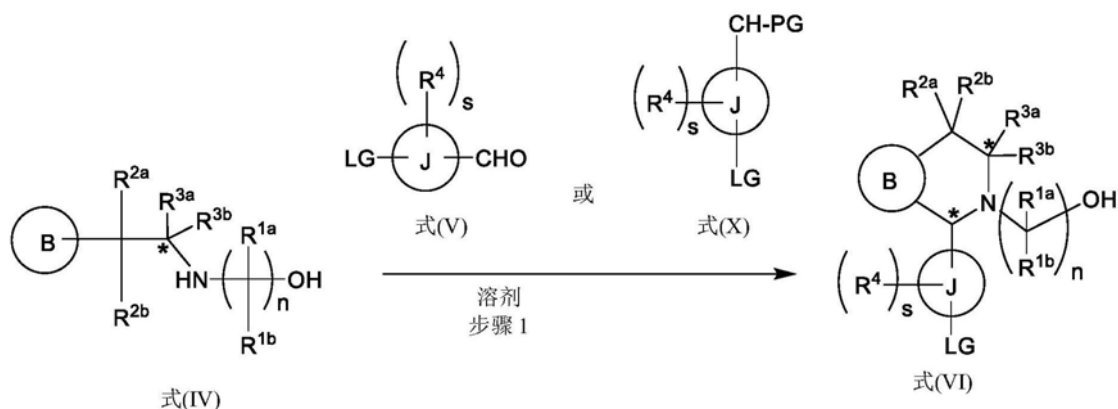 CH-PG
(R⁴)s
(R⁴)s
J
LG
J
CHO
LG
或
式(V)
式(X)
R²ᵃ
R³ᵃ
R³ᵇ
B
*
HN
(
R¹ᵃ
)n
OH
R²ᵇ
R¹ᵇ
式(IV)
溶剂
步骤 1
R²ᵃ
R²ᵇ
R³ᵃ
*
R³ᵇ
B
N
(
R¹ᵃ
)n
OH
*
R¹ᵇ
(R⁴)s
J
LG
式(VI)